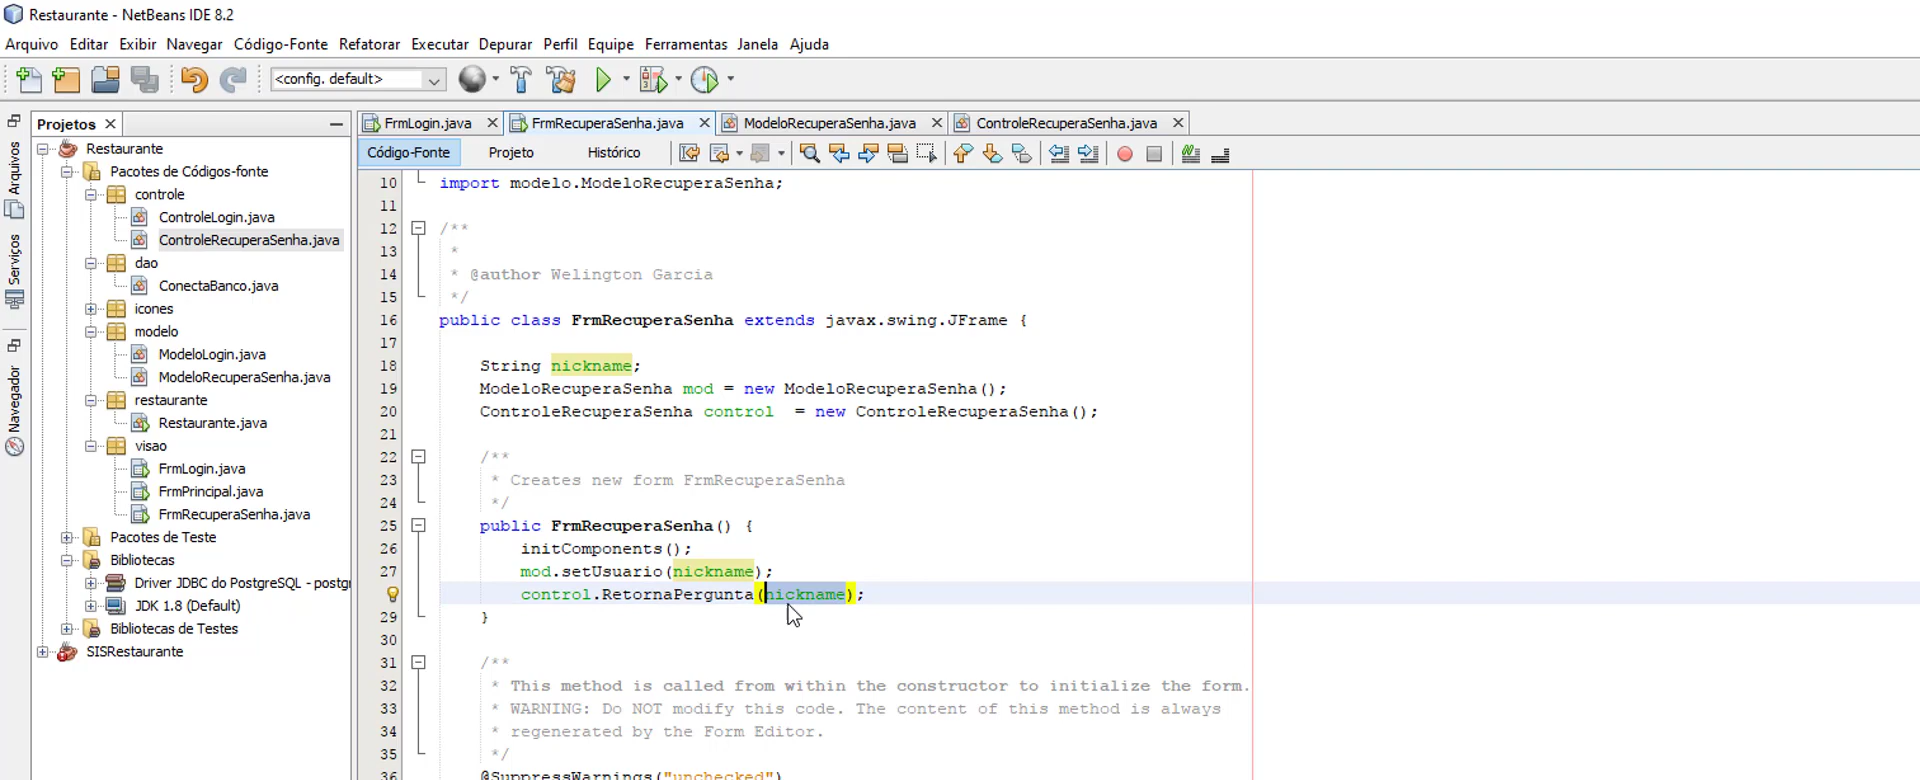 Restaurante - NetBeans IDE 8.2
Arquivo Editar Exibir Navegar Código-Fonte Refatorar Executar Depurar Perfil Equipe Ferramentas Janela Ajuda
<config. default>
Projetos
FrmLogin.java FrmRecuperaSenha.java ModeloRecuperaSenha.java ControleRecuperaSenha.java
Código-Fonte Projeto Histórico
Arquivos
Serviços
Navegador
Restaurante
Pacotes de Códigos-fonte
controle
ControleLogin.java
ControleRecuperaSenha.java
dao
ConectaBanco.java
icones
modelo
ModeloLogin.java
ModeloRecuperaSenha.java
restaurante
Restaurante.java
visao
FrmLogin.java
FrmPrincipal.java
FrmRecuperaSenha.java
Pacotes de Teste
Bibliotecas
Driver JDBC do PostgreSQL - postgr
JDK 1.8 (Default)
Bibliotecas de Testes
SISRestaurante
10 import modelo.ModeloRecuperaSenha;
11
12 /**
13 *
14 * @author Welington Garcia
15 */
16 public class FrmRecuperaSenha extends javax.swing.JFrame {
17
18 String nickname;
19 ModeloRecuperaSenha mod = new ModeloRecuperaSenha();
20 ControleRecuperaSenha control = new ControleRecuperaSenha();
21
22 /**
23 * Creates new form FrmRecuperaSenha
24 */
25 public FrmRecuperaSenha() {
26 initComponents();
27 mod.setUsuario(nickname);
control.RetornaPergunta(nickname);
29 }
30
31 /**
32 * This method is called from within the constructor to initialize the form.
33 * WARNING: Do NOT modify this code. The content of this method is always
34 * regenerated by the Form Editor.
35 */
36 @SuppressWarnings("unchecked")